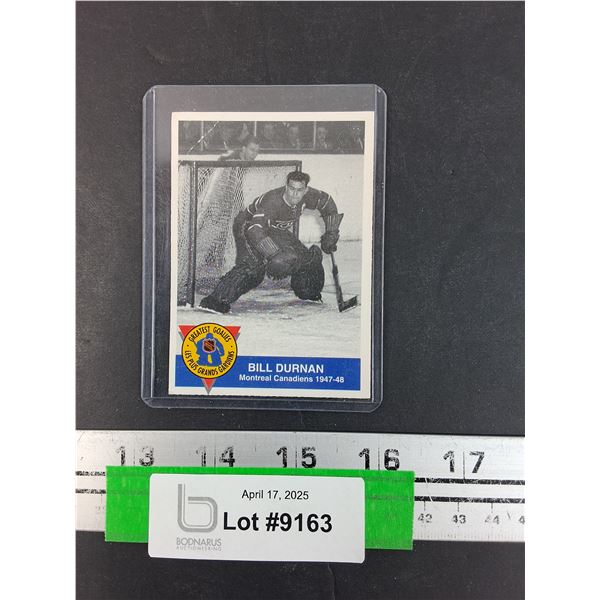 GREATEST GOALIES
LES PLUS GRANDS GARDIENS
BILL DURNAN
Montreal Canadiens 1947-48
13 14 15 16 17
42 43 44
April 17, 2025
Lot #9163
BODNARUS
AUCTIONEERING